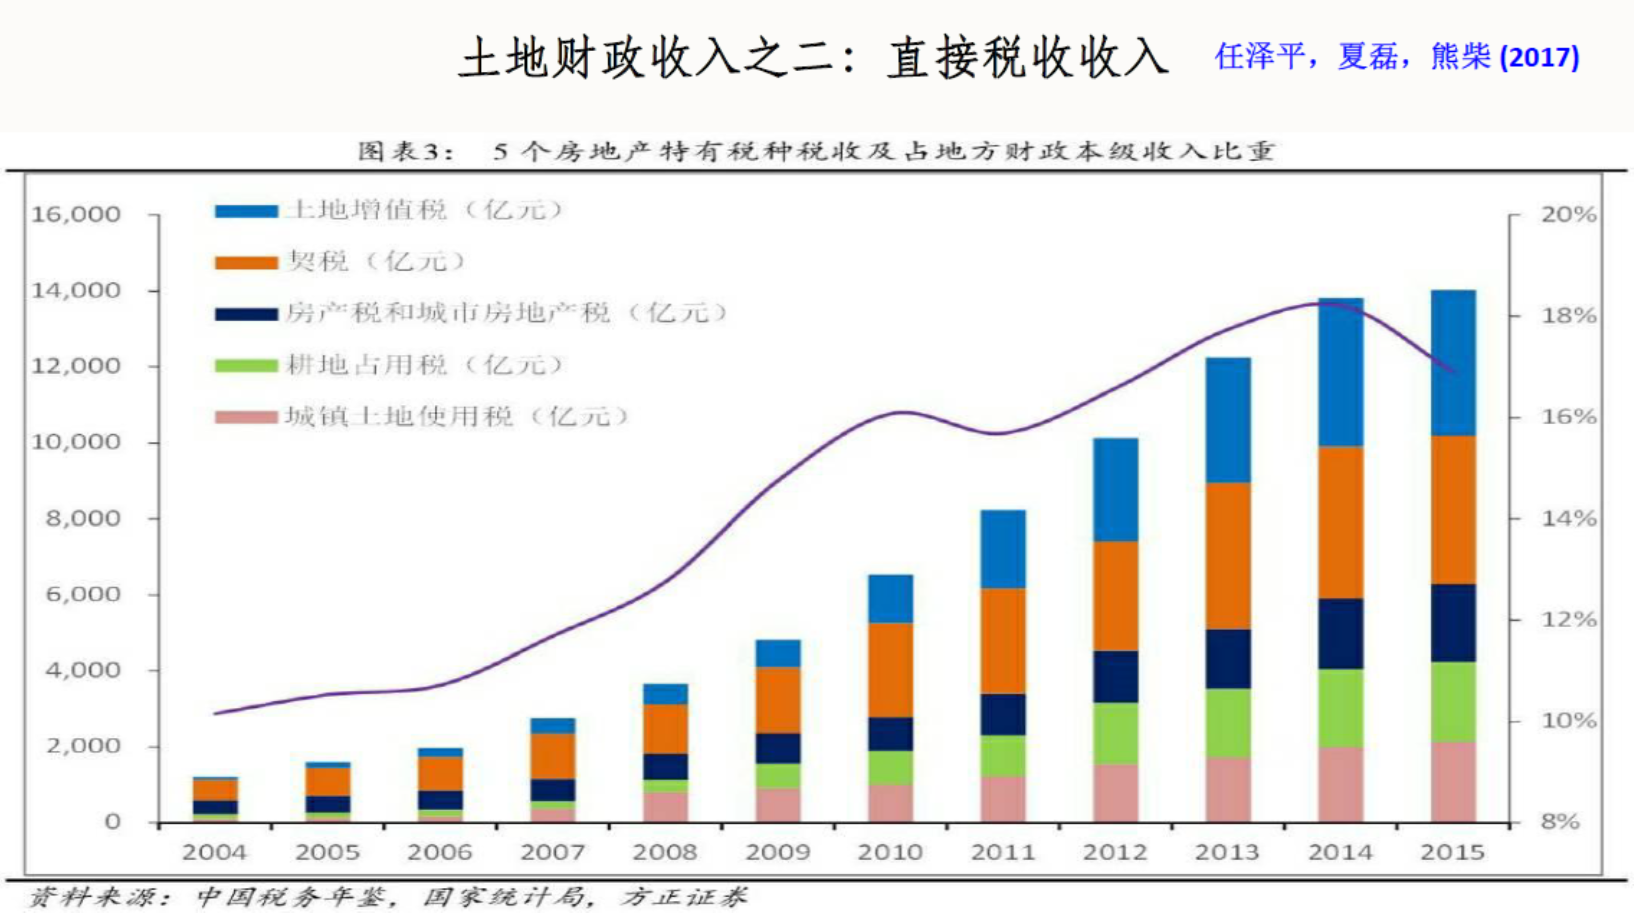 土地财政收入之二：直接税收收入 任泽平，夏磊，熊柴 (2017)
图表3： 5个房地产特有税种税收及占地方财政本级收入比重
土地增值税（亿元）
契税（亿元）
房产税和城市房地产税（亿元）
耕地占用税（亿元）
城镇土地使用税（亿元）
16,000
14,000
12,000
10,000
8,000
6,000
4,000
2,000
0
20%
18%
16%
14%
12%
10%
8%
2004 2005 2006 2007 2008 2009 2010 2011 2012 2013 2014 2015
资料来源：中国税务年鉴，国家统计局，方正证券